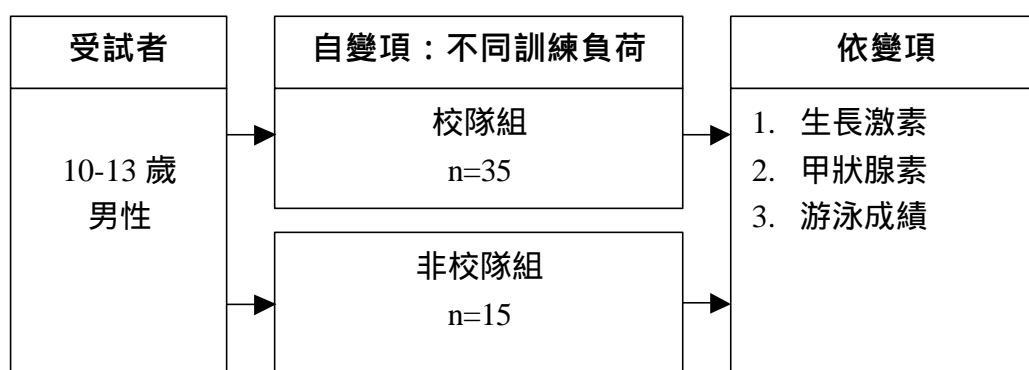 受試者
10-13 歲
男性
自變項：不同訓練負荷
校隊組
n=35
非校隊組
n=15
依變項
1. 生長激素
2. 甲狀腺素
3. 游泳成績